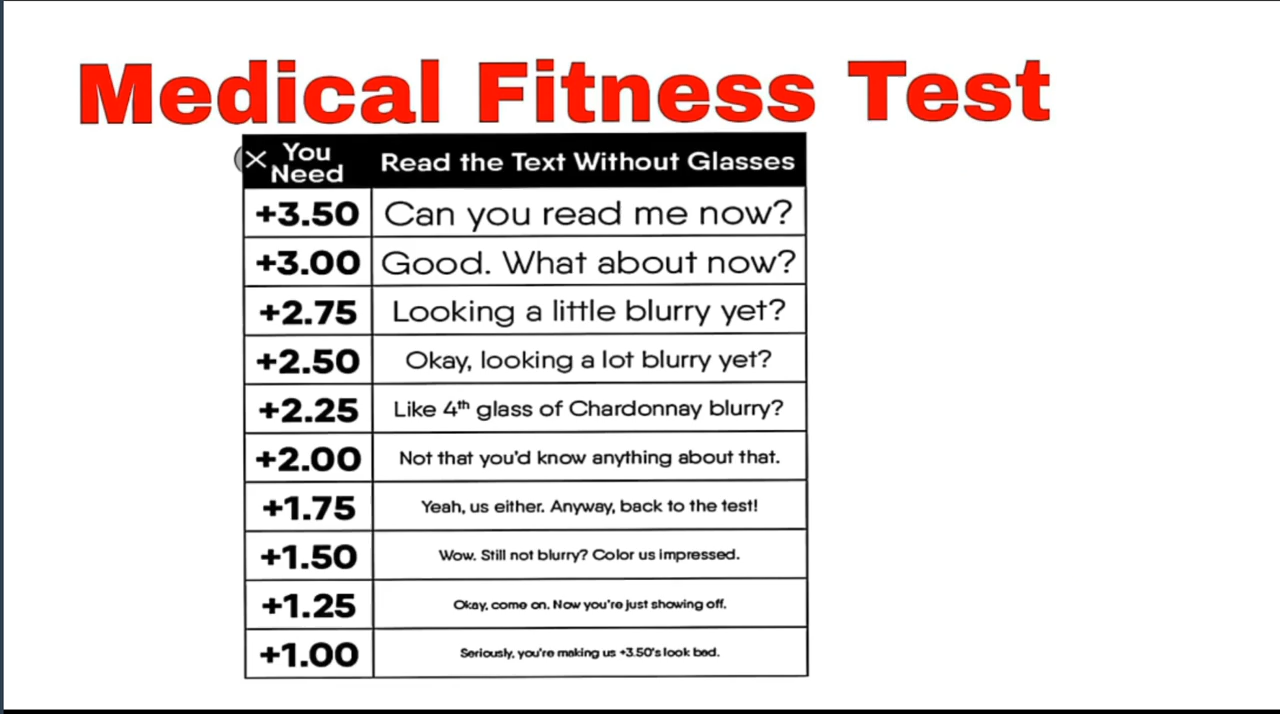 Medical Fitness Test
You Need Read the Text Without Glasses
+3.50 Can you read me now?
+3.00 Good. What about now?
+2.75 Looking a little blurry yet?
+2.50 Okay, looking a lot blurry yet?
+2.25 Like 4th glass of Chardonnay blurry?
+2.00 Not that you'd know anything about that.
+1.75 Yeah, us either. Anyway, back to the test!
+1.50 Wow. Still not blurry? Color us impressed.
+1.25 Okay, come on. Now you're just showing off.
+1.00 Seriously, you're making us +3.50's look bad.